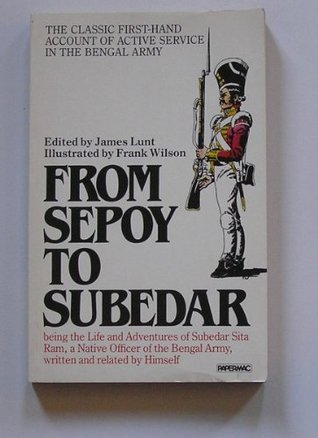 THE CLASSIC FIRST-HAND
ACCOUNT OF ACTIVE SERVICE
IN THE BENGAL ARMY
Edited by James Lunt
Illustrated by Frank Wilson
FROM
SEPOY
TO
SUBEDAR
being the Life and Adventures of Subedar Sita
Ram, a Native Officer of the Bengal Army,
written and related by Himself
PAPERMAC